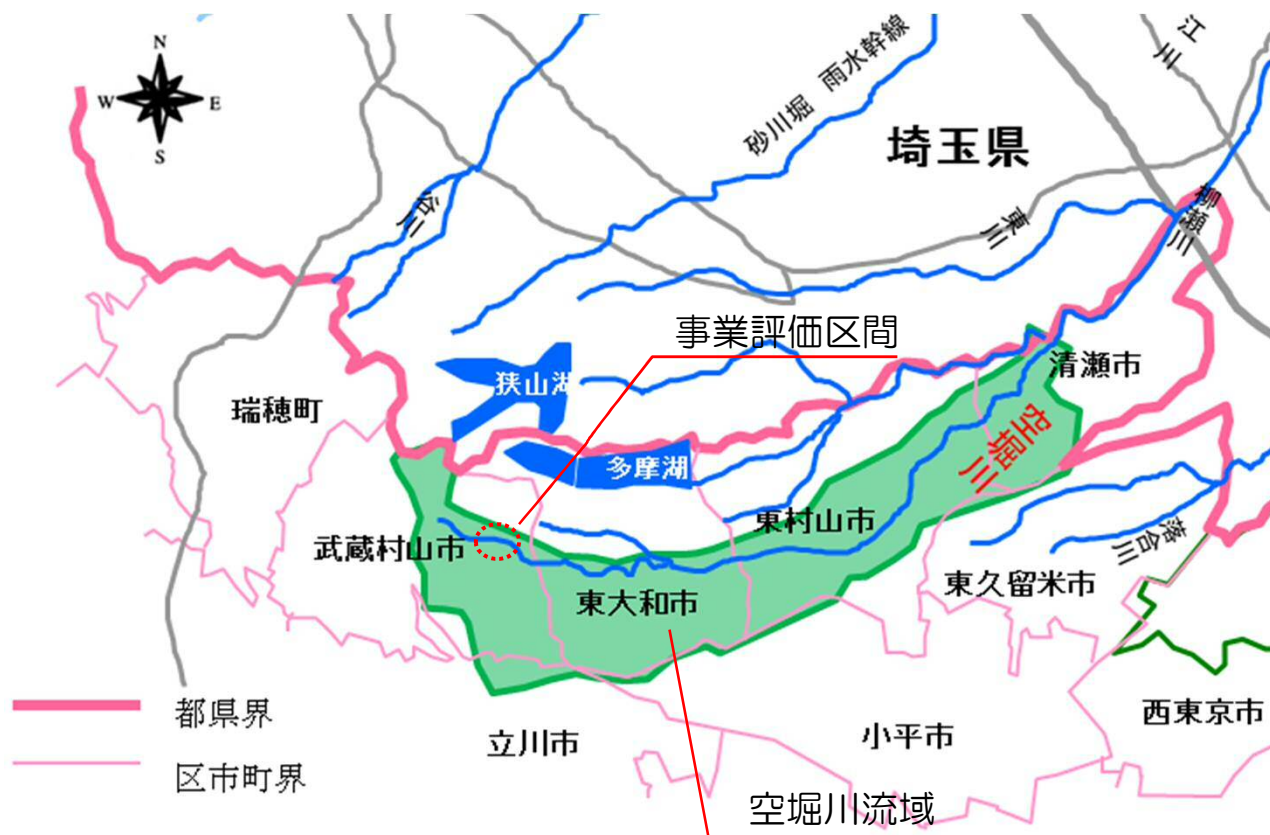 N
W
E
S
谷川
砂川堀 雨水幹線
江川
埼玉県
東川
柳瀬川
事業評価区間
狭山湖
清瀬市
瑞穂町
空堀川
多摩湖
東村山市
武蔵村山市
落合川
東久留米市
東大和市
都県界
西東京市
立川市
小平市
区市町界
空堀川流域